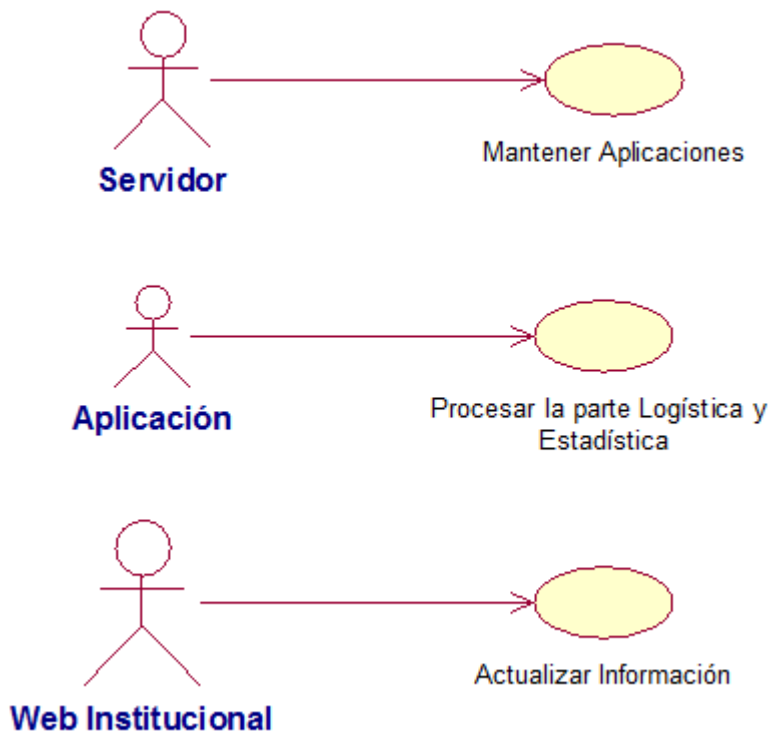 Mantener Aplicaciones
Servidor
Procesar la parte Logística y
Estadística
Aplicación
Actualizar Información
Web Institucional